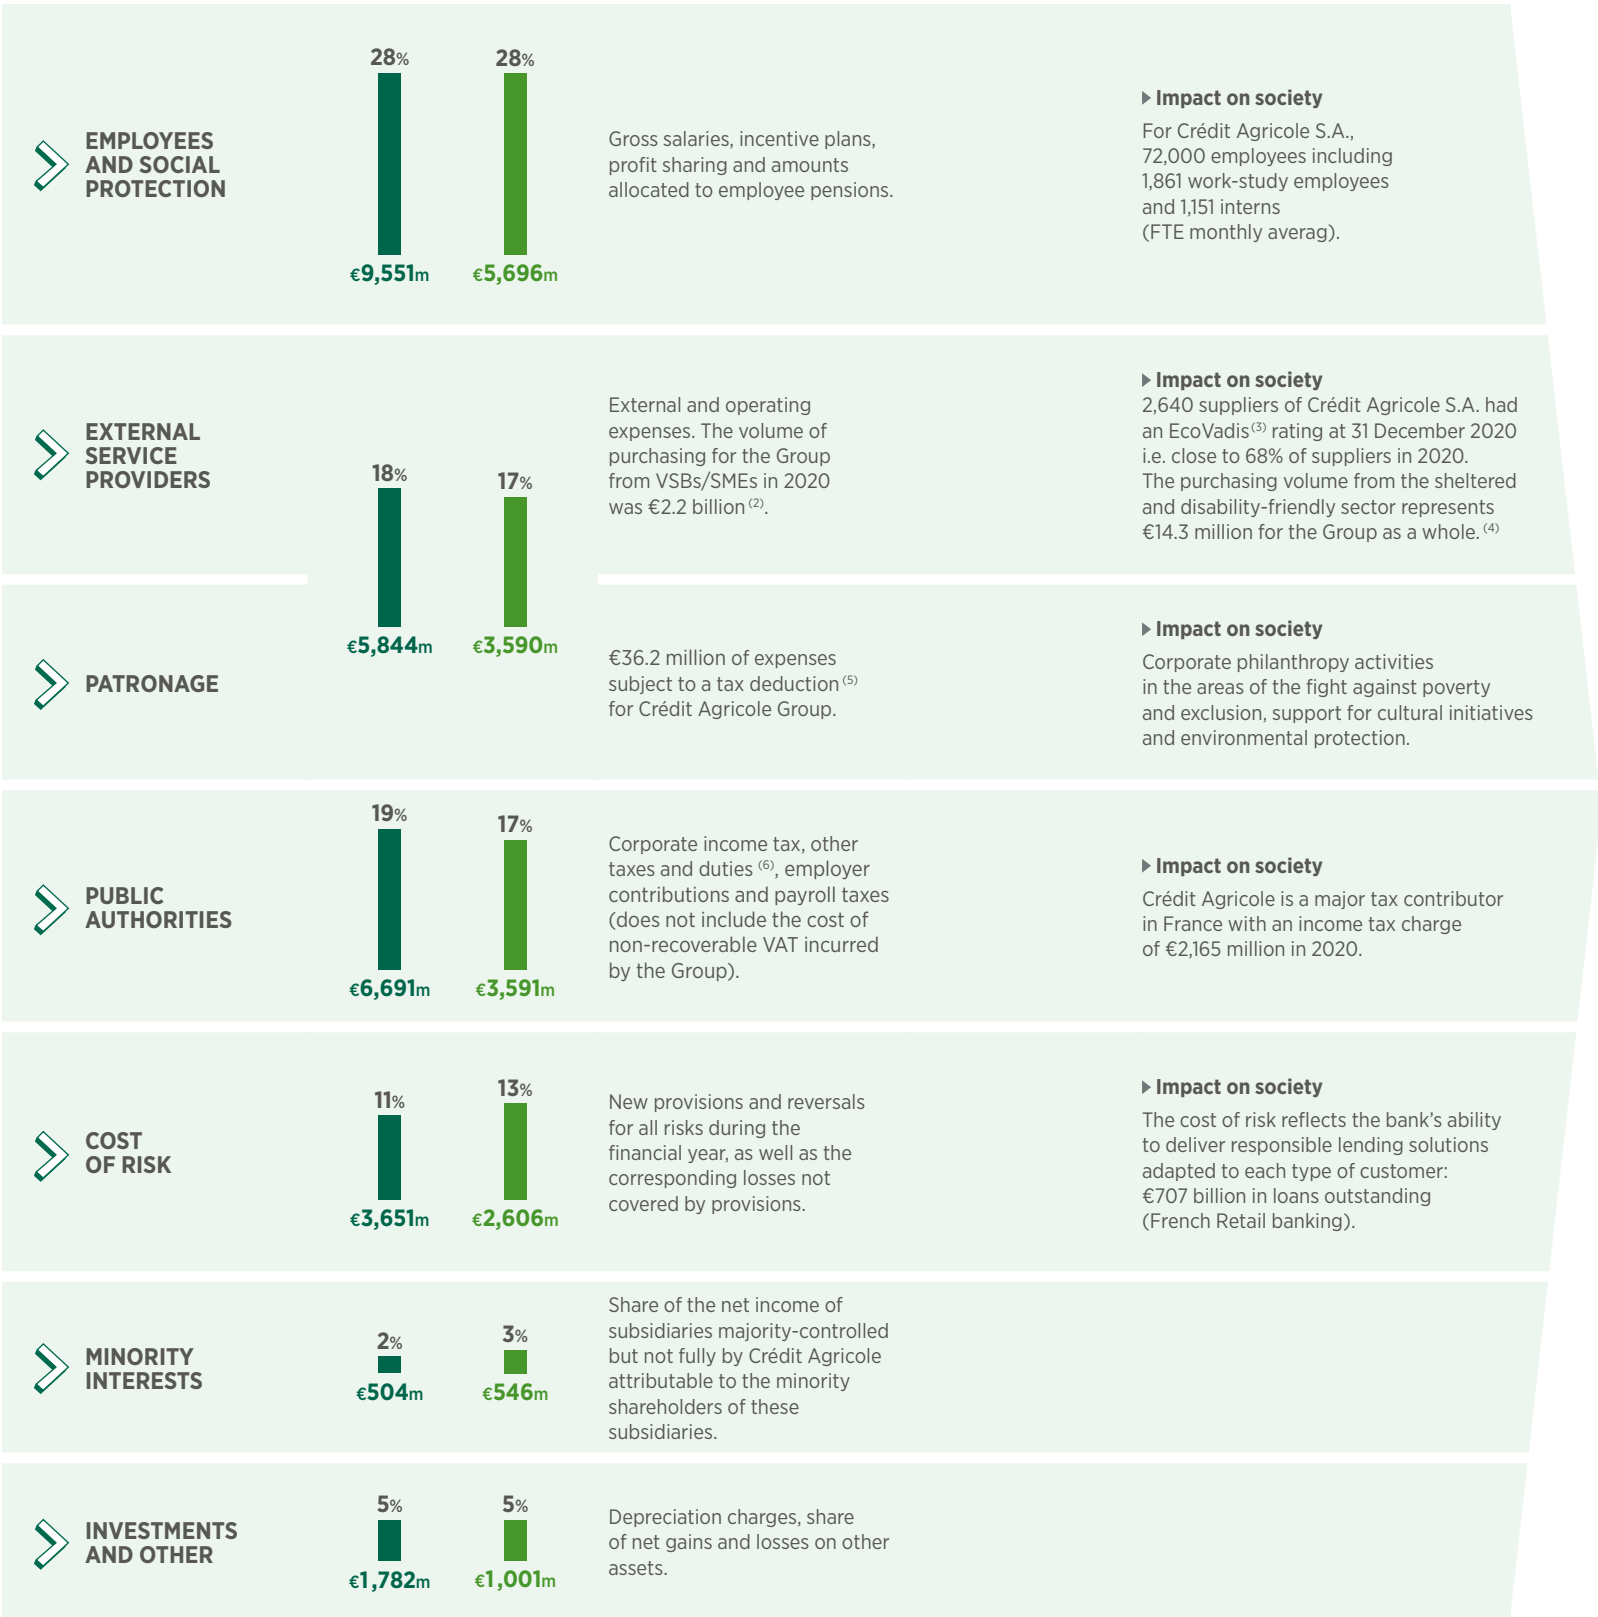 EMPLOYEES
AND SOCIAL
PROTECTION
28%
€9,551m
28%
€5,696m
Gross salaries, incentive plans,
profit sharing and amounts
allocated to employee pensions.
Impact on society
For Crédit Agricole S.A.,
72,000 employees including
1,861 work-study employees
and 1,151 interns
(FTE monthly averag).
EXTERNAL
SERVICE
PROVIDERS
18%
€5,844m
17%
€3,590m
External and operating
expenses. The volume of
purchasing for the Group
from VSBs/SMEs in 2020
was €2.2 billion (2).
Impact on society
2,640 suppliers of Crédit Agricole S.A. had
an EcoVadis (3) rating at 31 December 2020
i.e. close to 68% of suppliers in 2020.
The purchasing volume from the sheltered
and disability-friendly sector represents
€14.3 million for the Group as a whole. (4)
PATRONAGE
€36.2 million of expenses
subject to a tax deduction (5)
for Crédit Agricole Group.
Impact on society
Corporate philanthropy activities
in the areas of the fight against poverty
and exclusion, support for cultural initiatives
and environmental protection.
PUBLIC
AUTHORITIES
19%
€6,691m
17%
€3,591m
Corporate income tax, other
taxes and duties (6), employer
contributions and payroll taxes
(does not include the cost of
non-recoverable VAT incurred
by the Group).
Impact on society
Crédit Agricole is a major tax contributor
in France with an income tax charge
of €2,165 million in 2020.
COST
OF RISK
11%
€3,651m
13%
€2,606m
New provisions and reversals
for all risks during the
financial year, as well as the
corresponding losses not
covered by provisions.
Impact on society
The cost of risk reflects the bank's ability
to deliver responsible lending solutions
adapted to each type of customer:
€707 billion in loans outstanding
(French Retail banking).
MINORITY
INTERESTS
2%
€504m
3%
€546m
Share of the net income of
subsidiaries majority-controlled
but not fully by Crédit Agricole
attributable to the minority
shareholders of these
subsidiaries.
INVESTMENTS
AND OTHER
5%
€1,782m
5%
€1,001m
Depreciation charges, share
of net gains and losses on other
assets.